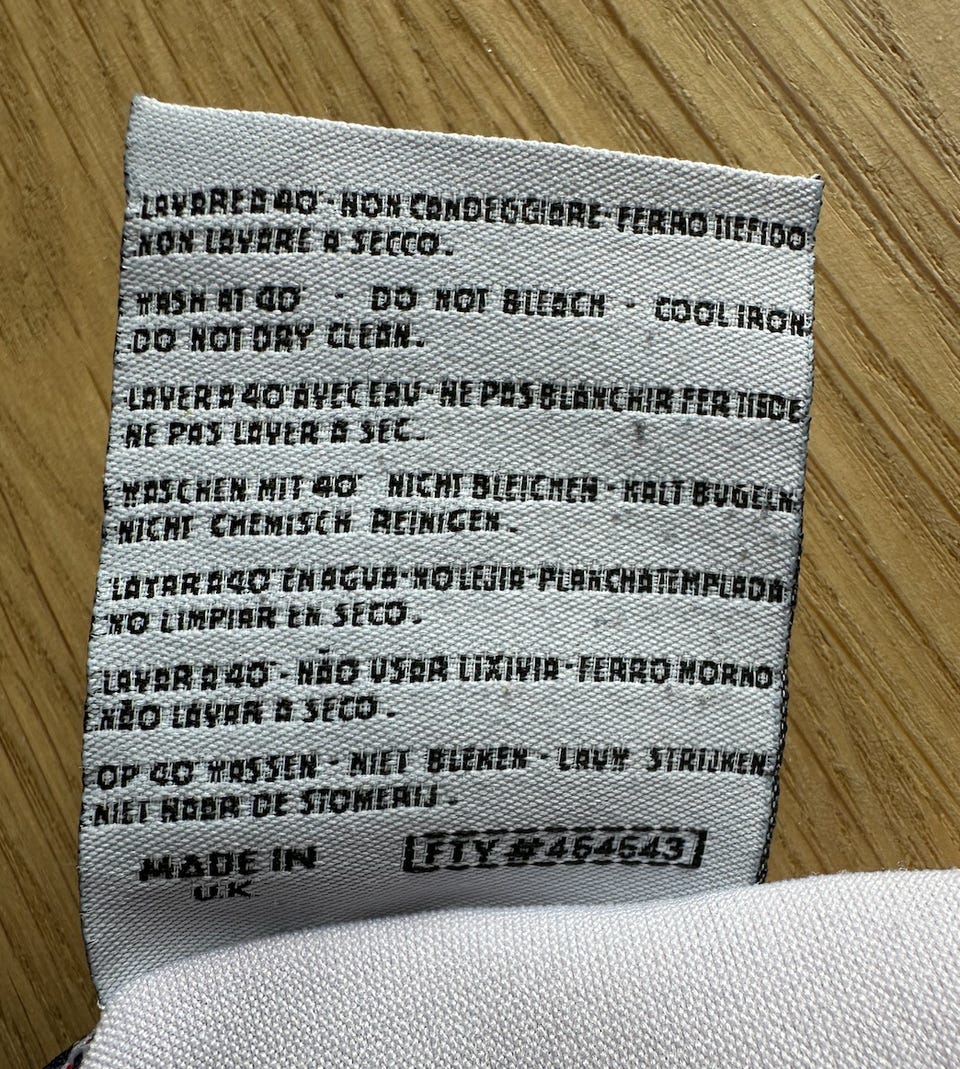 LAVARE A 40° - NON CANDEGGIARE - FERRO TIEFIDO
NON LAVARE A SECCO.
WASH AT 40° - DO NOT BLEACH - COOL IRON
DO NOT DRY CLEAN.
LAVER A 40° AVEC EAU - NE PAS BLANCHIR FER TIEDE
NE PAS LAVER A SEC.
WASCHEN MIT 40° NICHT BLEICHEN - KALT BUGELN
NICHT CHEMISCH REINIGEN.
LAVAR A 40° EN AGUA - NO LEJIA - PLANCHA TEMPLADA
NO LIMPIAR EN SECO.
LAVAR A 40° - NÃO USAR LIXIVIA - FERRO MORNO
NÃO LAVAR A SECO.
OP 40° WASSEN - NIET BLEKEN - LAUW STRIJKEN
NIET NAAR DE STOMERIJ.
MADE IN FTY #464643
U.K